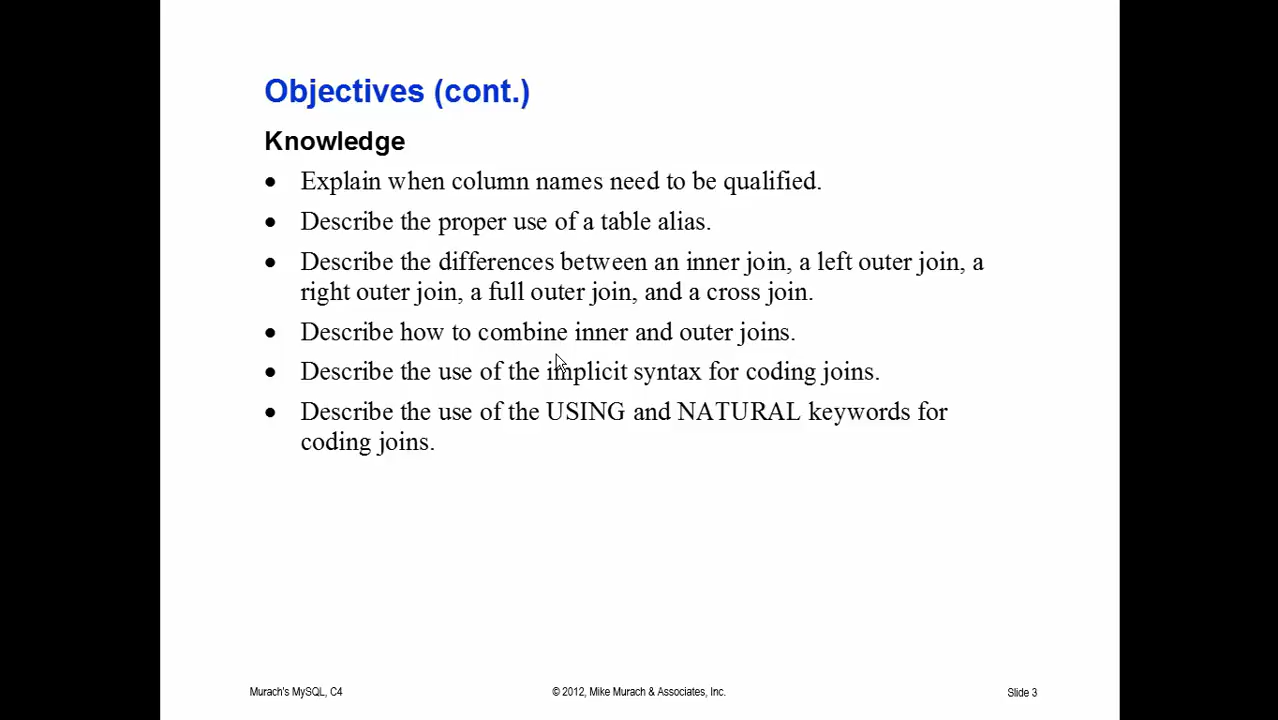 Objectives (cont.)
Knowledge
• Explain when column names need to be qualified.
• Describe the proper use of a table alias.
• Describe the differences between an inner join, a left outer join, a
right outer join, a full outer join, and a cross join.
• Describe how to combine inner and outer joins.
• Describe the use of the implicit syntax for coding joins.
• Describe the use of the USING and NATURAL keywords for
coding joins.
Murach's MySQL, C4
© 2012, Mike Murach & Associates, Inc.
Slide 3